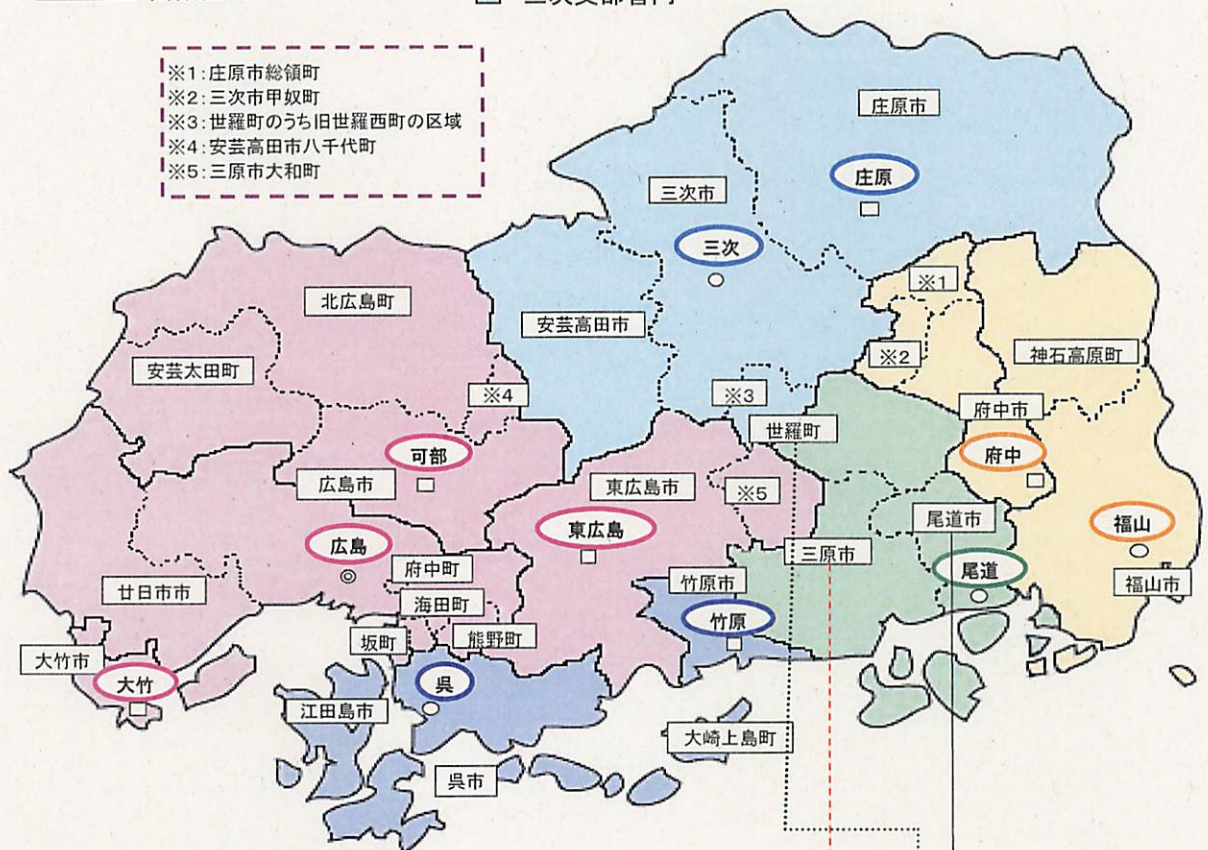 三次支部管内
※1:庄原市総領町
※2:三次市甲奴町
※3:世羅町のうち旧世羅西町の区域
※4:安芸高田市八千代町
※5:三原市大和町
庄原市
庄原
三次市
三次
※1
北広島町
安芸高田市
※2
神石高原町
安芸太田町
※4
※3
府中市
世羅町
可部
府中
広島市
東広島市
※5
尾道市
福山
広島
東広島
三原市
府中町
尾道
福山市
廿日市市
竹原市
海田町
竹原
坂町
熊野町
大竹市
大竹
呉
江田島市
大崎上島町
呉市